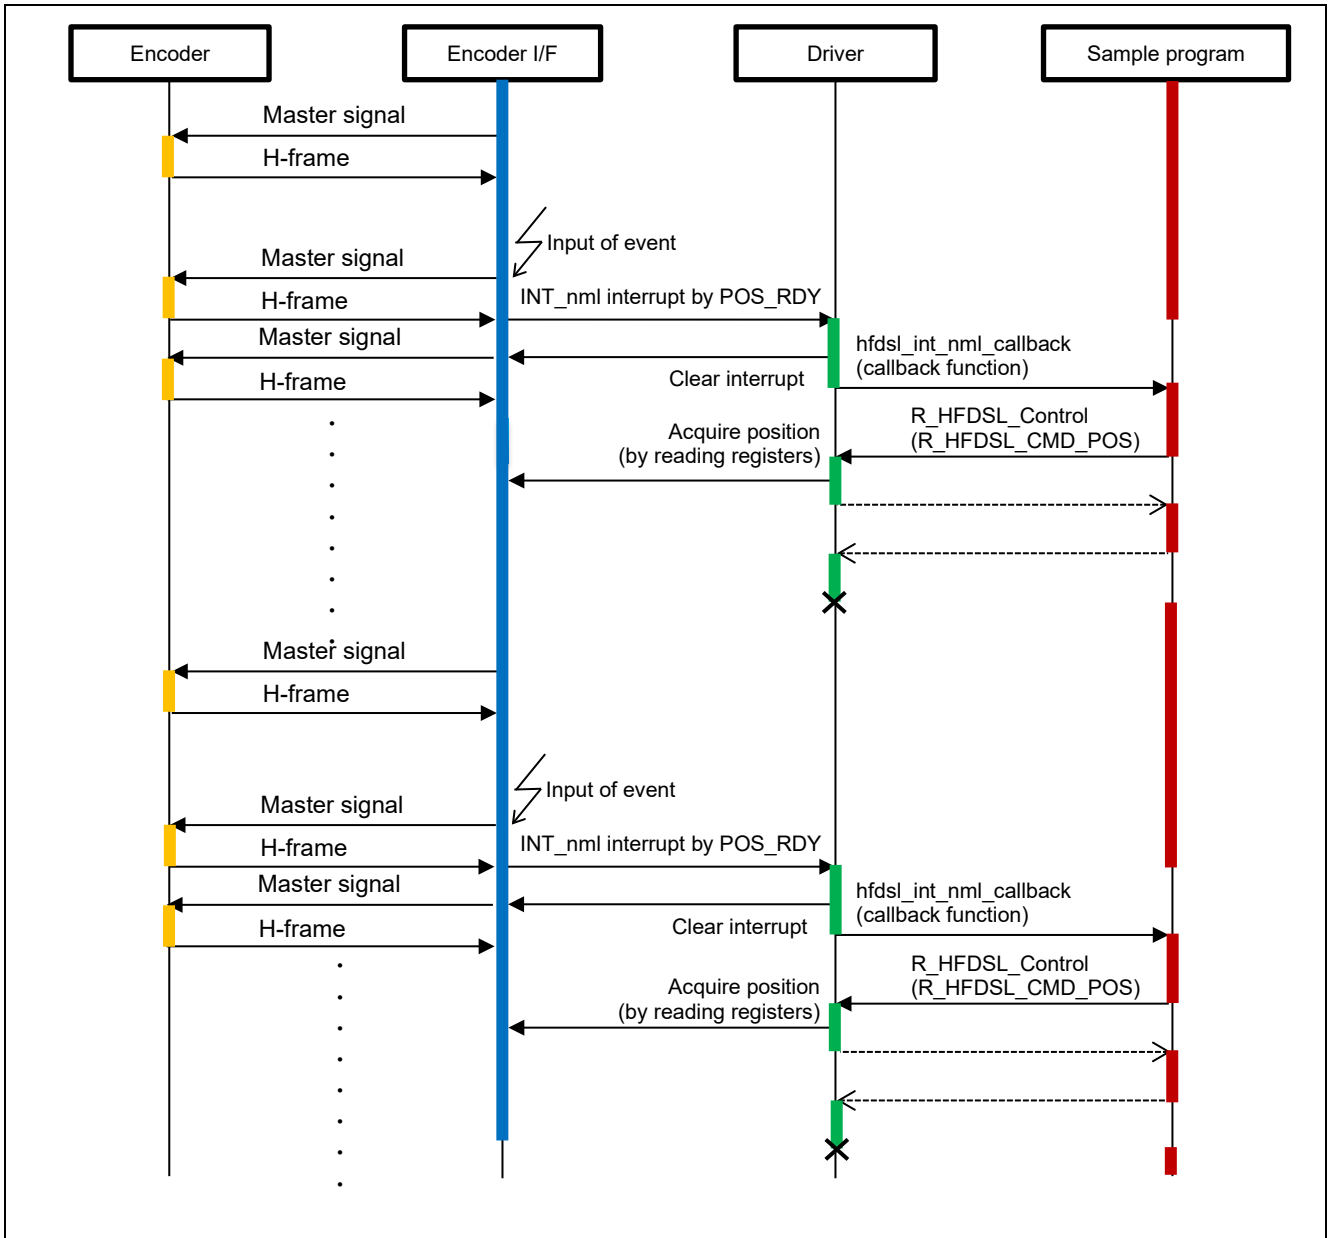 Encoder
Encoder I/F
Driver
Sample program
Master signal
H-frame
Input of event
Master signal
H-frame
INT_nml interrupt by POS_RDY
Master signal
hfdsl_int_nml_callback
(callback function)
H-frame
Clear interrupt
R_HFDSL_Control
(R_HFDSL_CMD_POS)
Acquire position
(by reading registers)
Master signal
H-frame
Input of event
Master signal
H-frame
INT_nml interrupt by POS_RDY
Master signal
hfdsl_int_nml_callback
(callback function)
H-frame
Clear interrupt
R_HFDSL_Control
(R_HFDSL_CMD_POS)
Acquire position
(by reading registers)